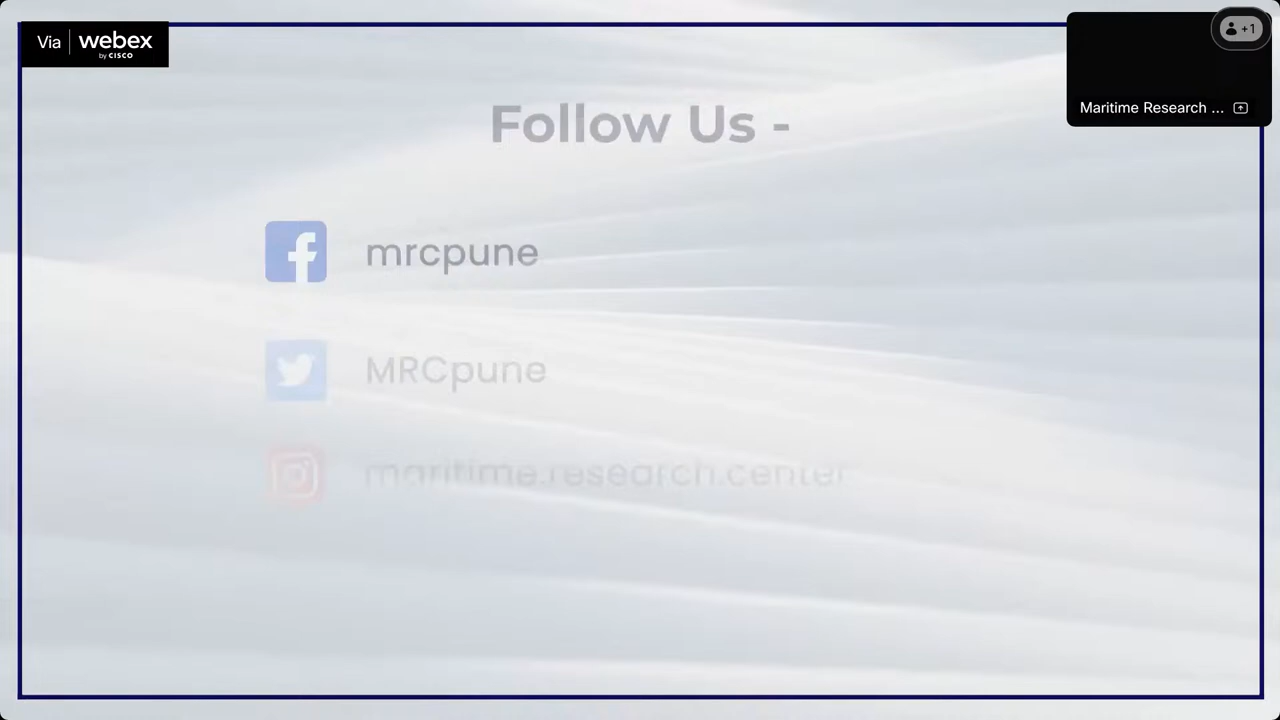 Via webex
by CISCO
+1
Maritime Research ...
Follow Us -
mrcpune
MRCpune
maritime.research.center